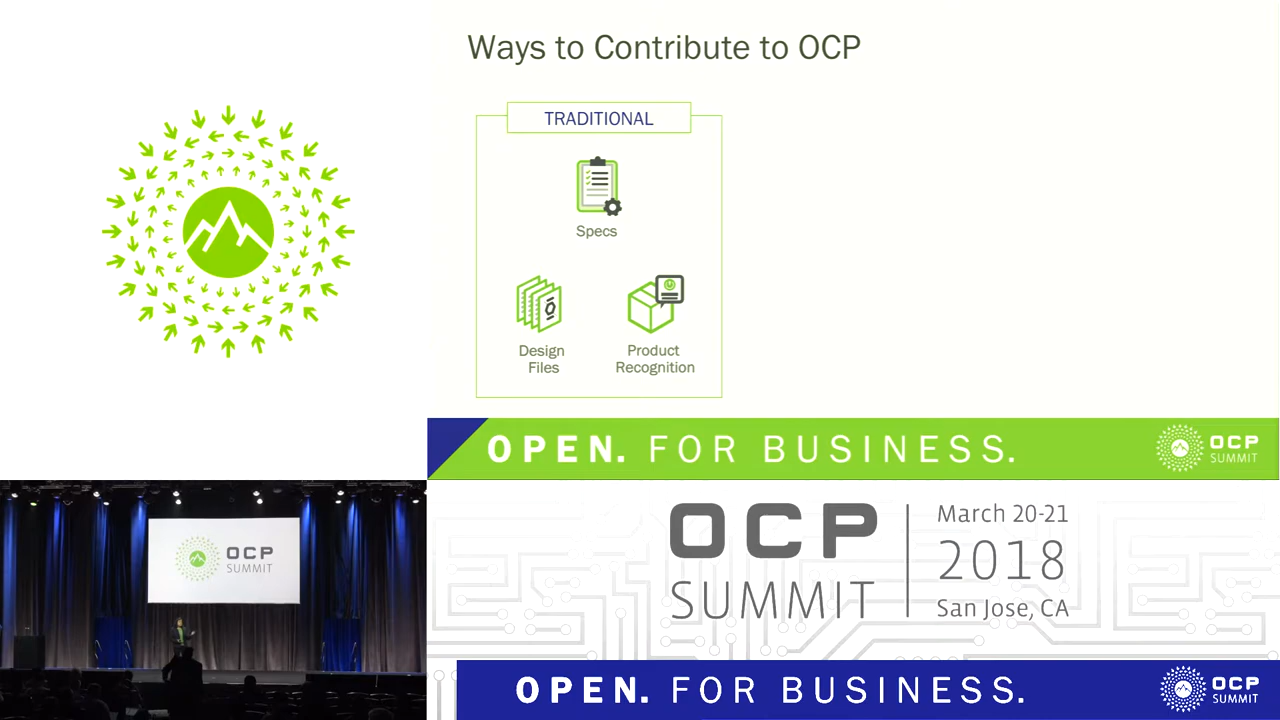 Ways to Contribute to OCP
TRADITIONAL
Specs
Design
Files
Product
Recognition
OPEN. FOR BUSINESS.
OCP
SUMMIT
OCP
SUMMIT
OCP
SUMMIT
March 20-21
2018
San Jose, CA
OPEN. FOR BUSINESS.
OCP
SUMMIT